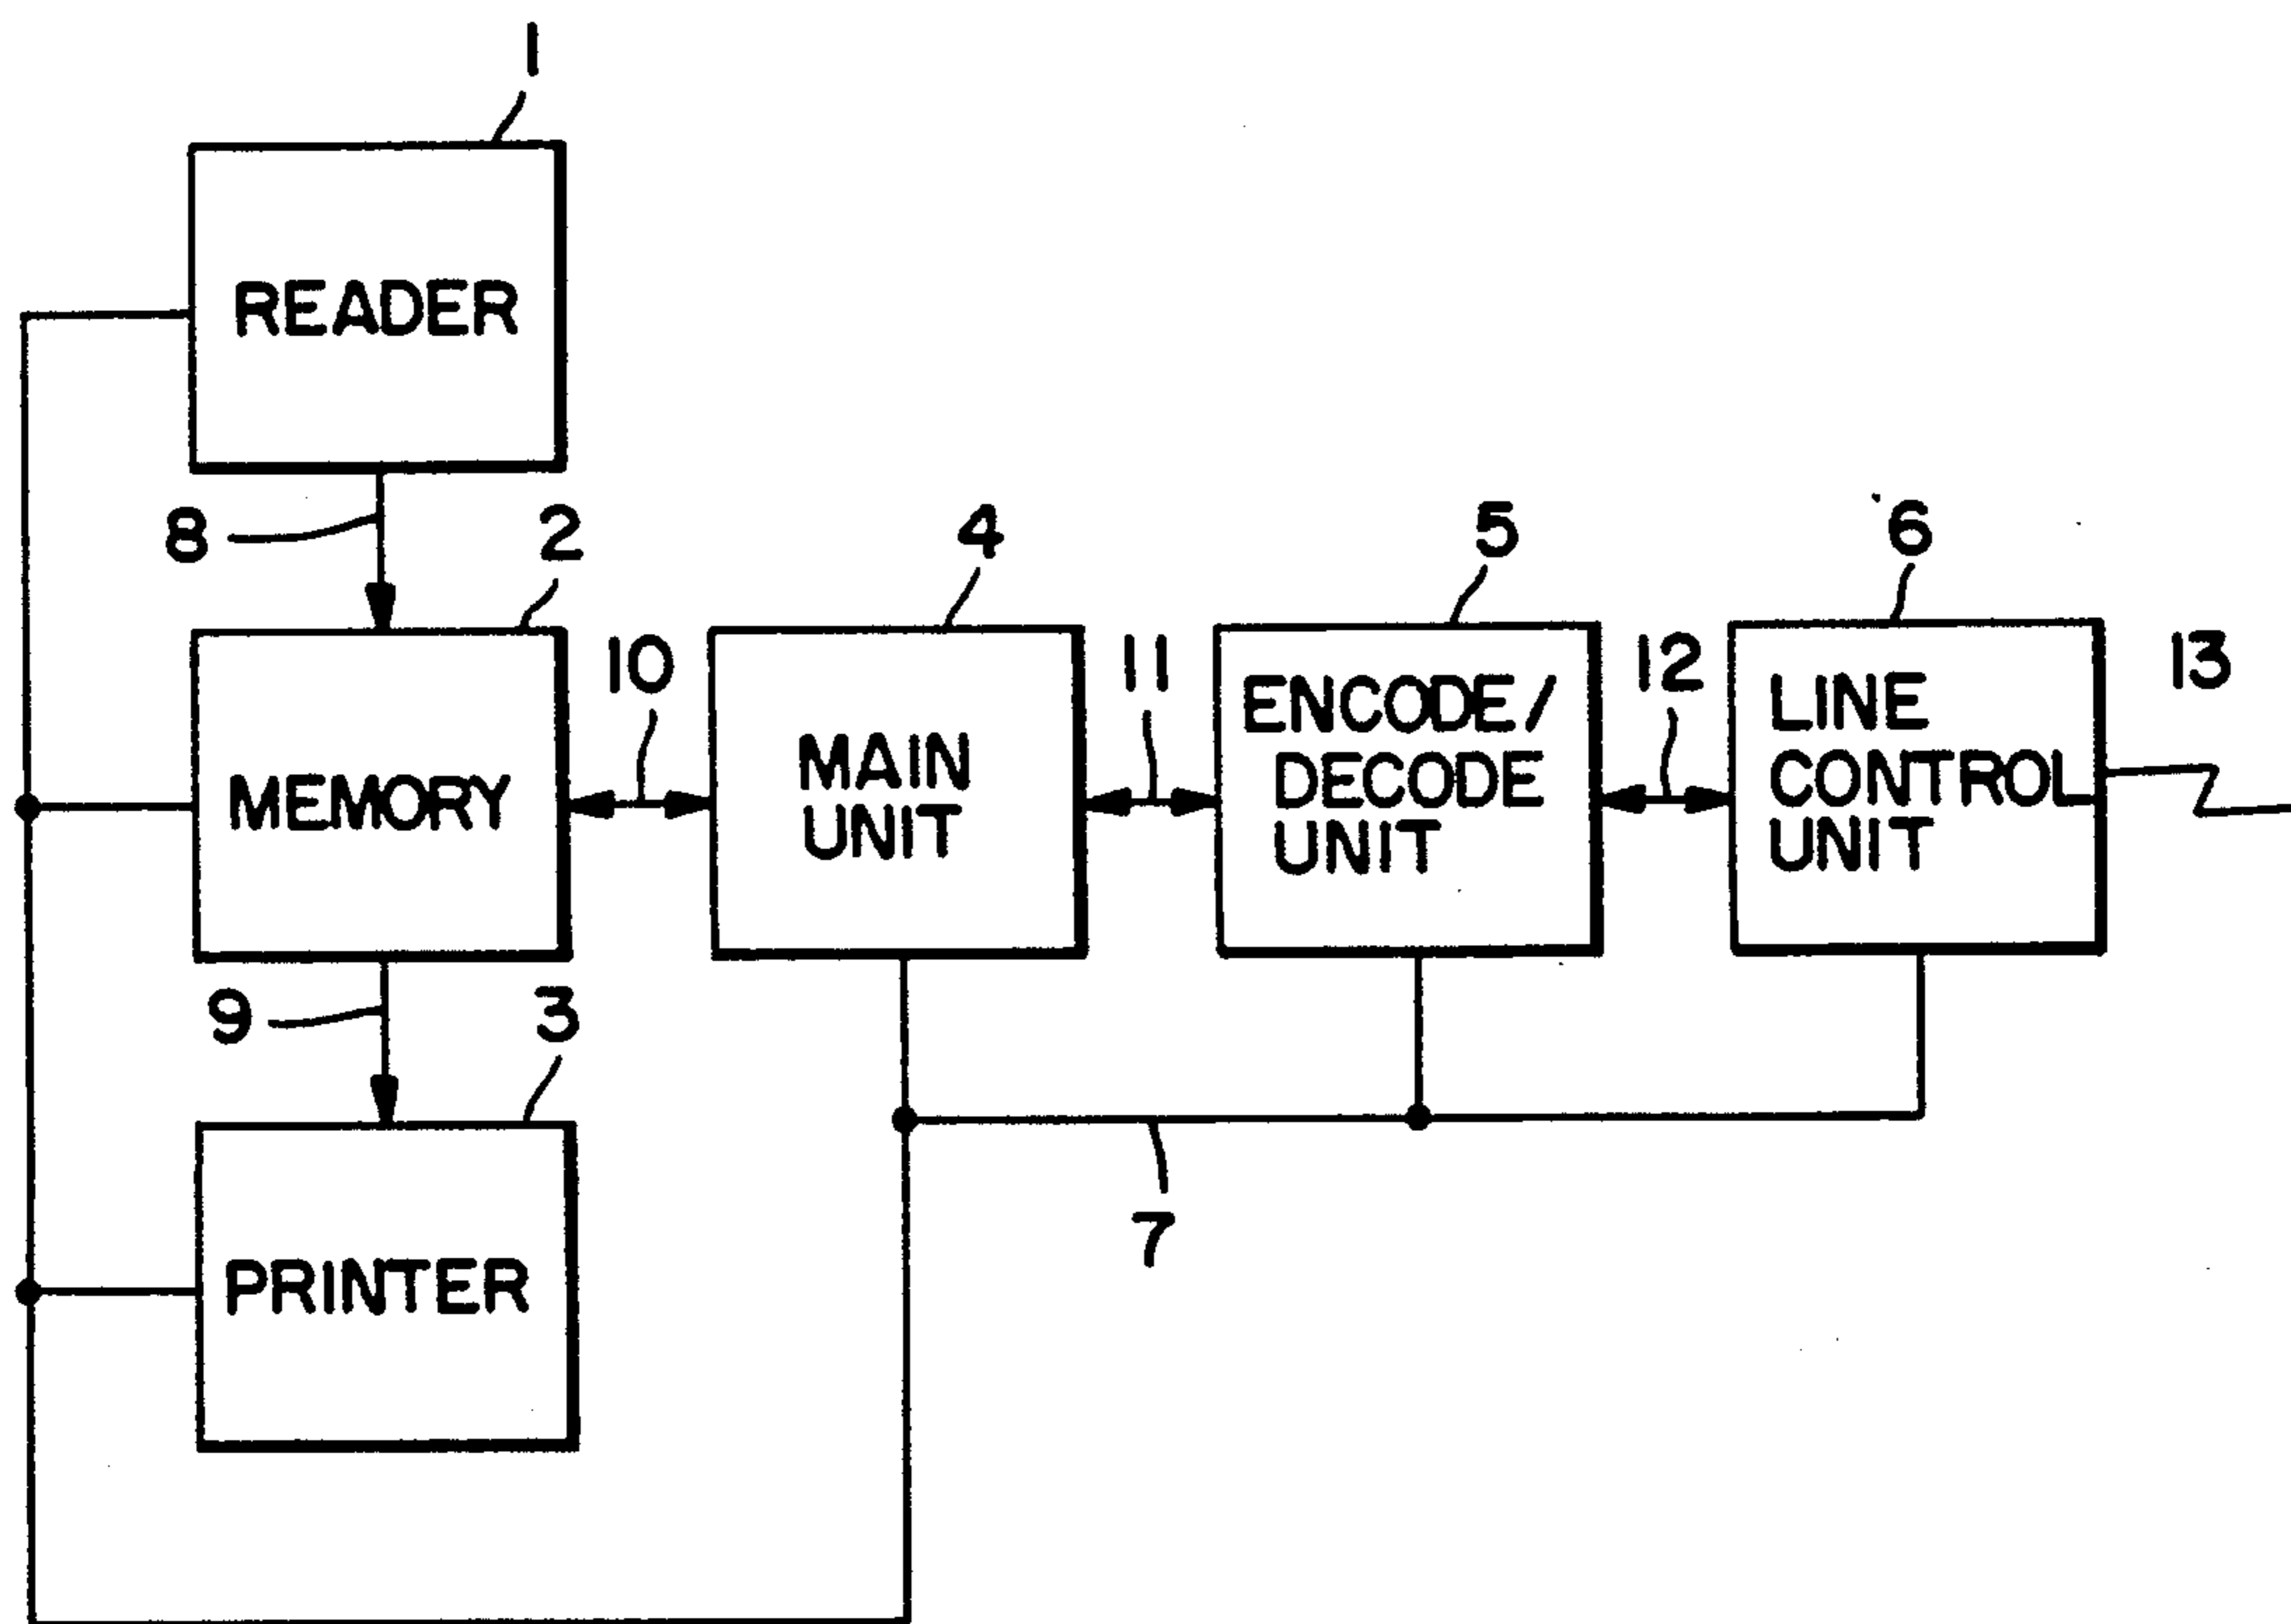 1
READER
8
2
4
5
6
10
11
12
13
MEMORY
MAIN
UNIT
ENCODE/
DECODE
UNIT
LINE
CONTROL
UNIT
9
3
7
PRINTER